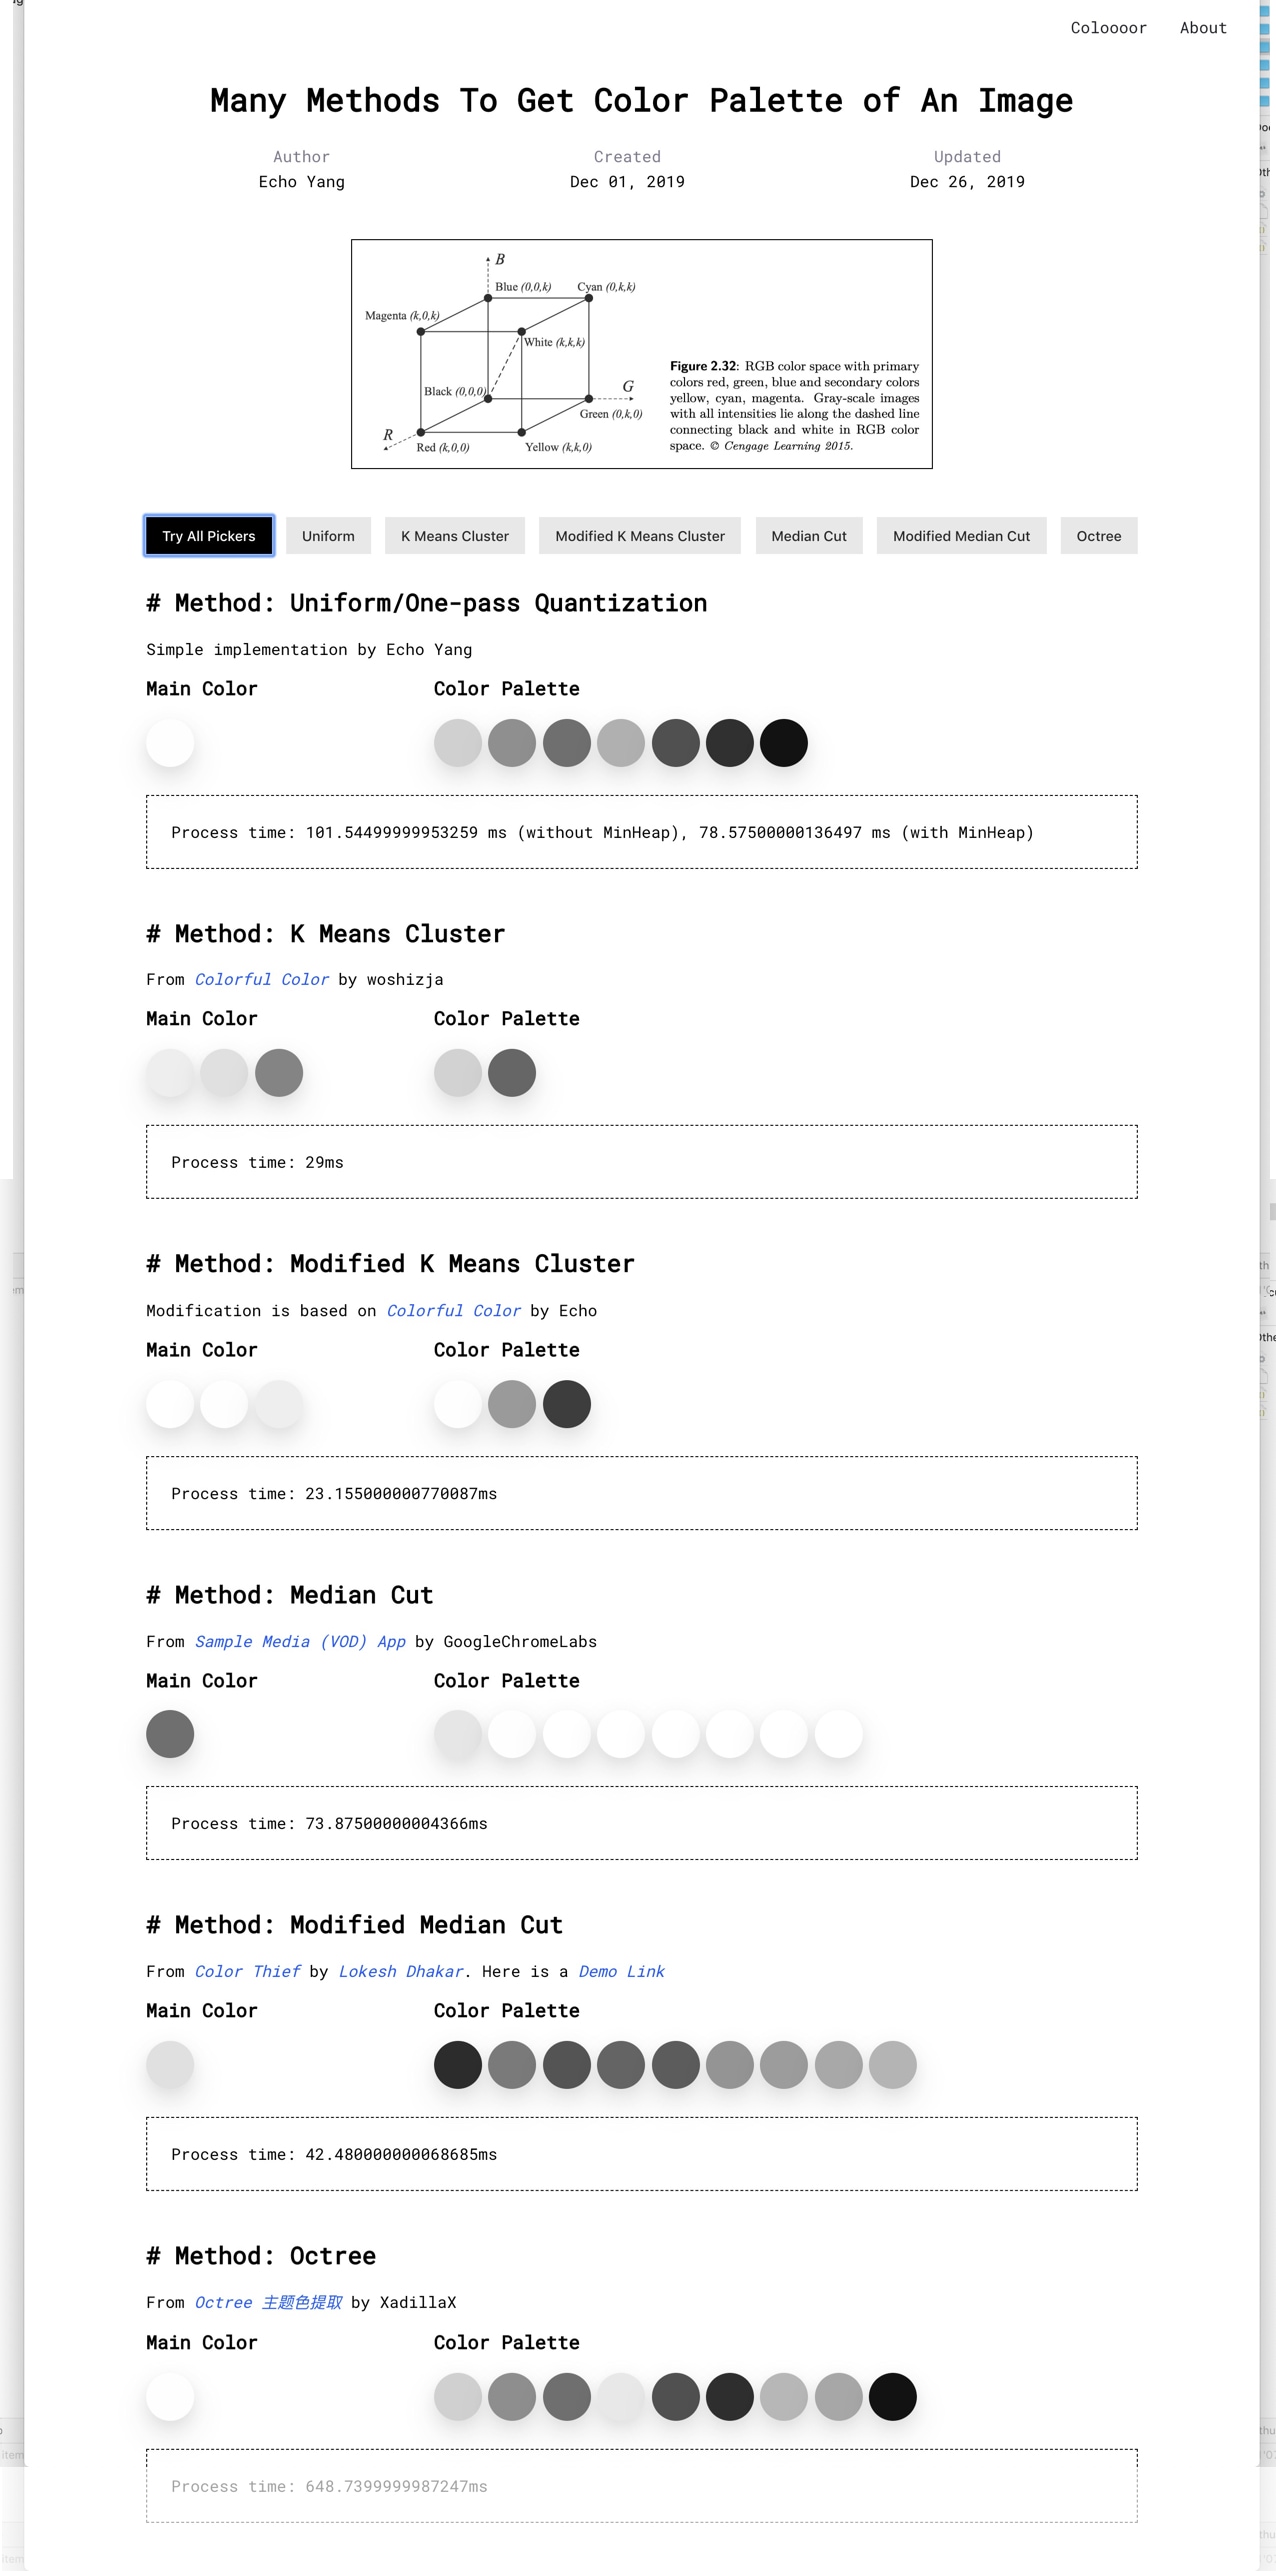 Coloooor About
Many Methods To Get Color Palette of An Image
Author Created Updated
Echo Yang Dec 01, 2019 Dec 26, 2019
B
Blue (0,0,k) Cyan (0,k,k)
Magenta (k,0,k)
White (k,k,k)
Black (0,0,0)
G
Green (0,k,0)
R
Red (k,0,0) Yellow (k,k,0)
Figure 2.32: RGB color space with primary
colors red, green, blue and secondary colors
yellow, cyan, magenta. Gray-scale images
with all intensities lie along the dashed line
connecting black and white in RGB color
space. © Cengage Learning 2015.
Try All Pickers Uniform K Means Cluster Modified K Means Cluster Median Cut Modified Median Cut Octree
# Method: Uniform/One-pass Quantization
Simple implementation by Echo Yang
Main Color Color Palette
Process time: 101.54499999953259 ms (without MinHeap), 78.57500000136497 ms (with MinHeap)
# Method: K Means Cluster
From Colorful Color by woshizja
Main Color Color Palette
Process time: 29ms
# Method: Modified K Means Cluster
Modification is based on Colorful Color by Echo
Main Color Color Palette
Process time: 23.155000000770087ms
# Method: Median Cut
From Sample Media (VOD) App by GoogleChromeLabs
Main Color Color Palette
Process time: 73.87500000004366ms
# Method: Modified Median Cut
From Color Thief by Lokesh Dhakar. Here is a Demo Link
Main Color Color Palette
Process time: 42.480000000068685ms
# Method: Octree
From Octree 主题色提取 by XadillaX
Main Color Color Palette
Process time: 648.7399999987247ms